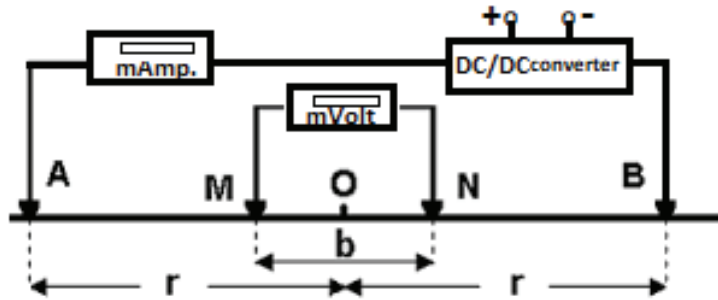 + -
mAmp.
DC/DCconverter
mVolt
A
M
O
N
B
b
r
r